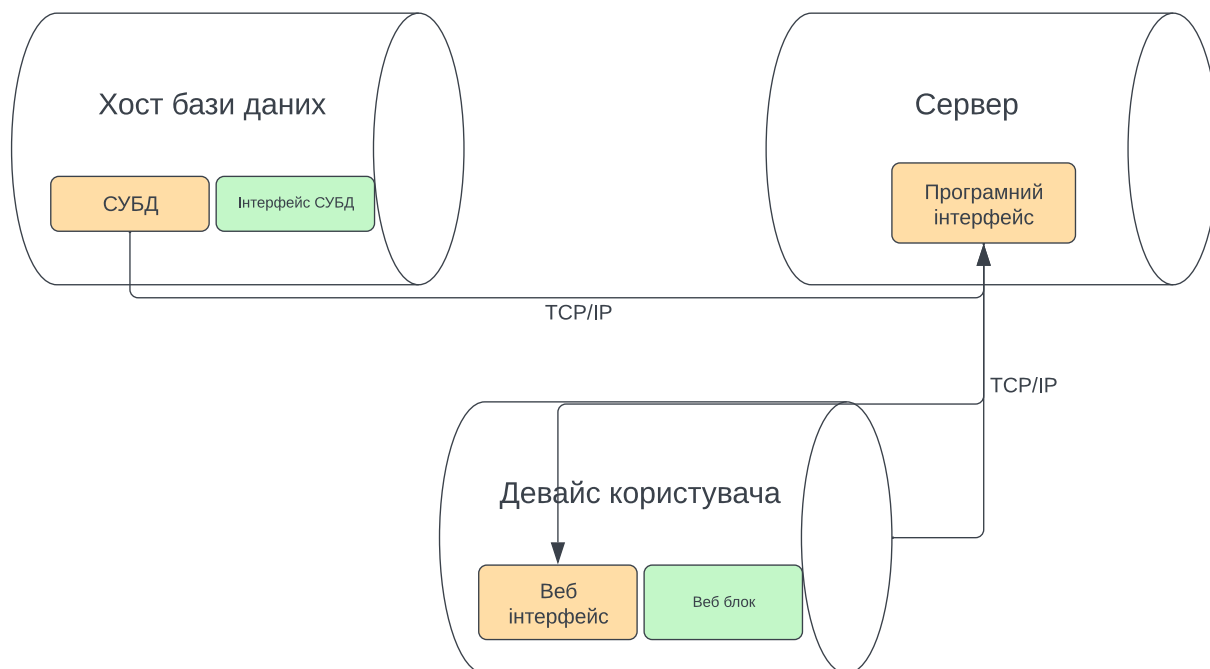 Хост бази даних
Сервер
СУБД
Інтерфейс СУБД
Програмний
інтерфейс
TCP/IP
TCP/IP
Девайс користувача
Веб
інтерфейс
Веб блок